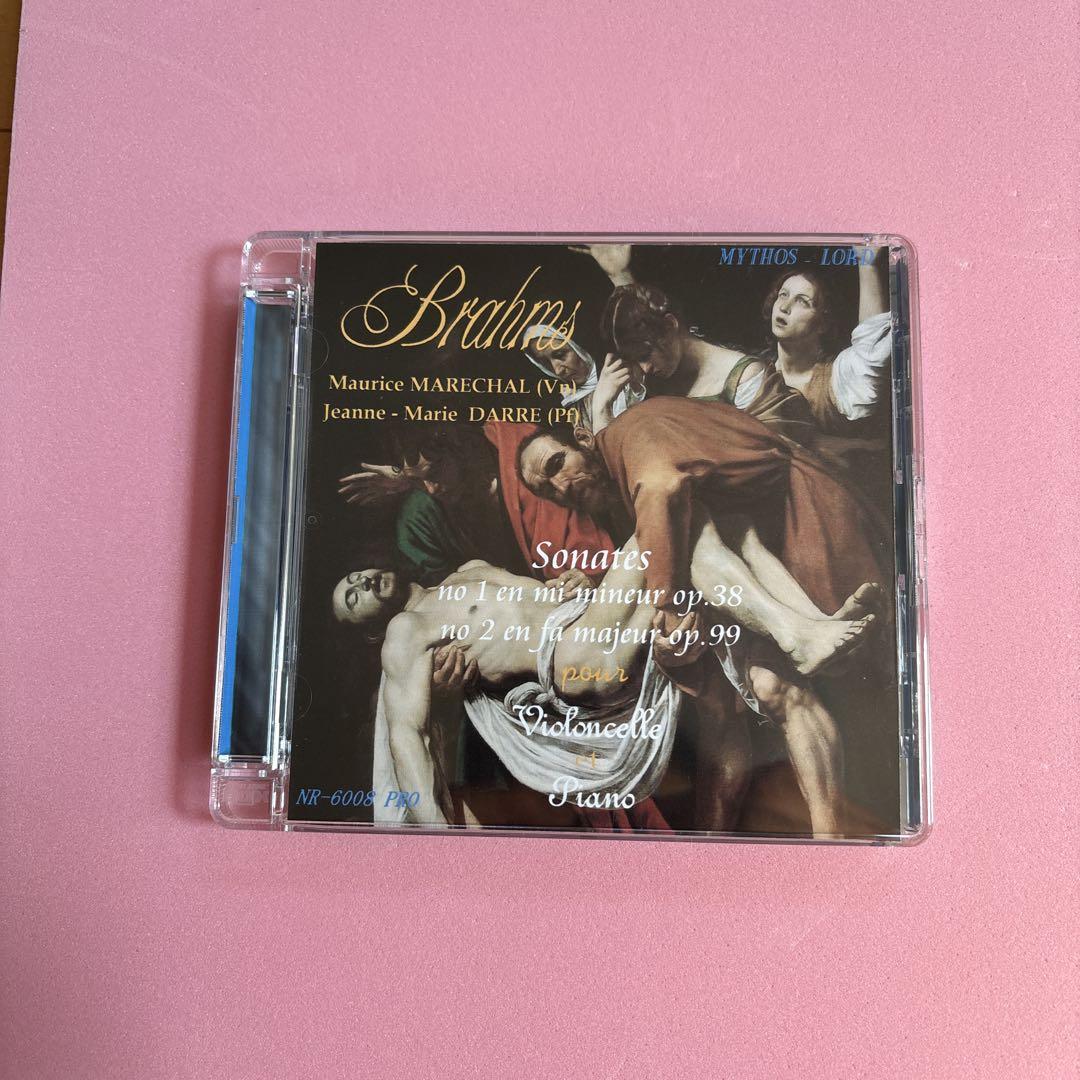 MYTHOS - LORD
Brahms
Maurice MARECHAL (Vn)
Jeanne - Marie DARRE (Pf)
Sonates
no 1 en mi mineur op.38
no 2 en fa majeur op.99
pour
Violoncelle
et
Piano
NR-6008 PRO